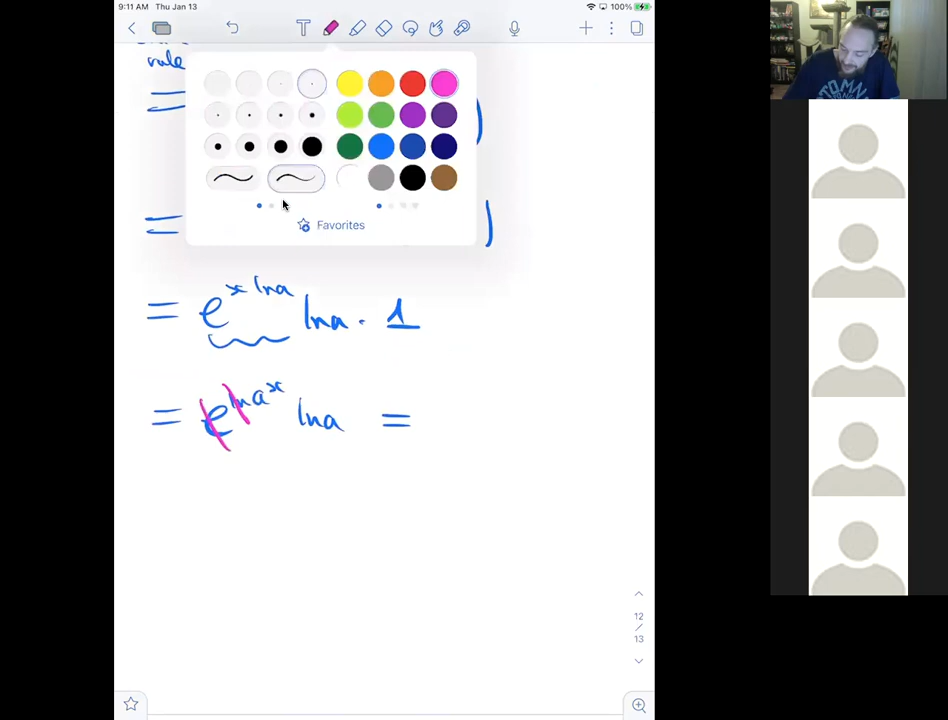 9:11 AM Thu Jan 13
100%
T
rule
=
)
Favorites
=
)
= e^{x ln a} ln a · 1
= e^{ln a^x} ln a =
12
/
13